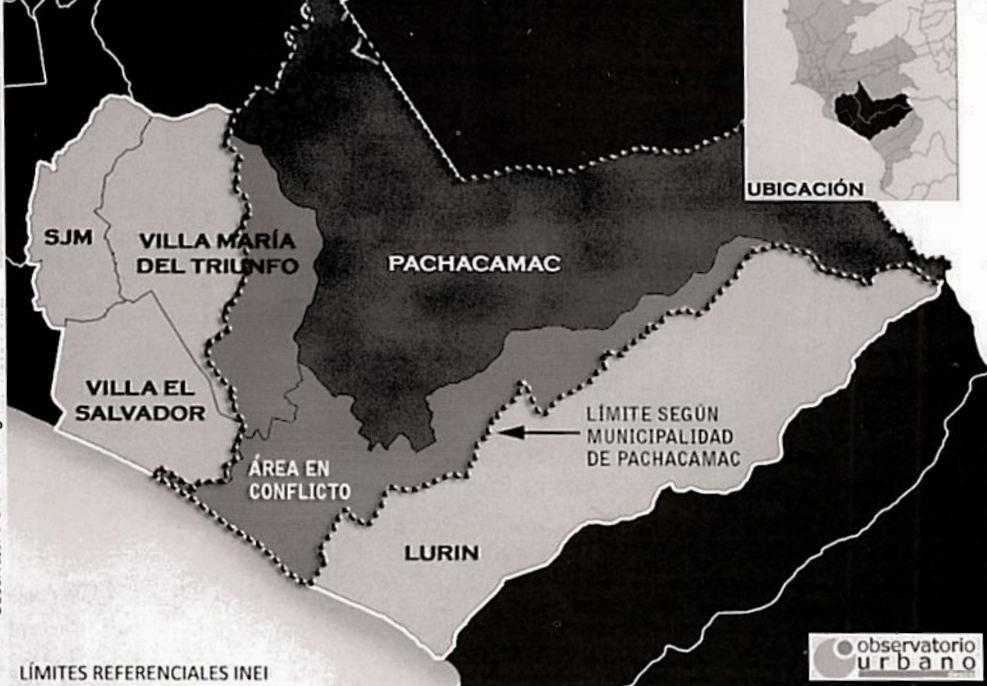 UBICACIÓN
SJM
VILLA MARÍA
DEL TRIUNFO
PACHACAMAC
VILLA EL
SALVADOR
LÍMITE SEGÚN
MUNICIPALIDAD
DE PACHACAMAC
ÁREA EN
CONFLICTO
LURIN
LÍMITES REFERENCIALES INEI
observatorio
urbano